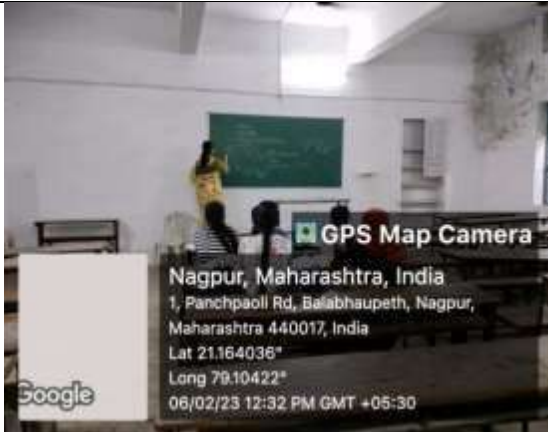 GPS Map Camera
Nagpur, Maharashtra, India
1, Panchpaoli Rd, Balabhaupeth, Nagpur,
Maharashtra 440017, India
Lat 21.164036°
Long 79.10422°
06/02/23 12:32 PM GMT +05:30
Google